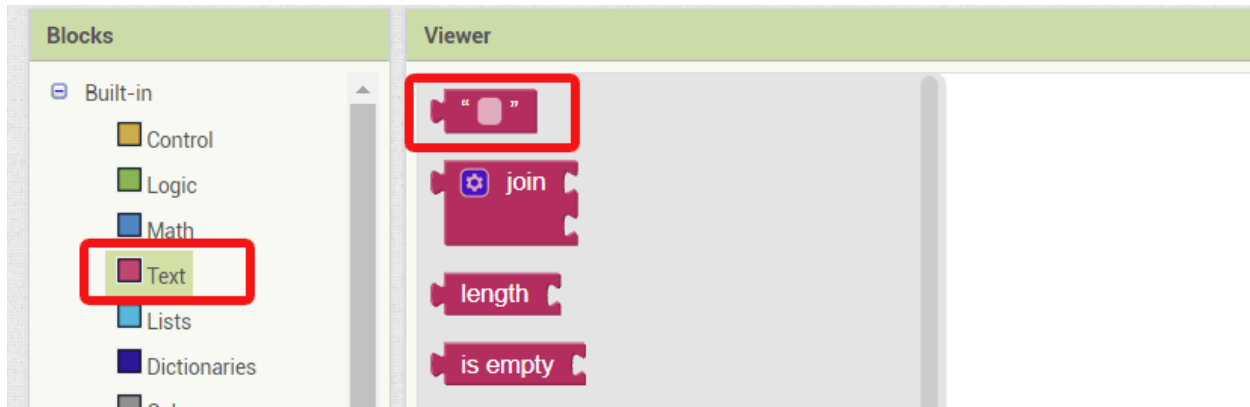 Blocks
Built-in
Control
Logic
Math
Text
Lists
Dictionaries
Viewer
“ ”
join
length
is empty